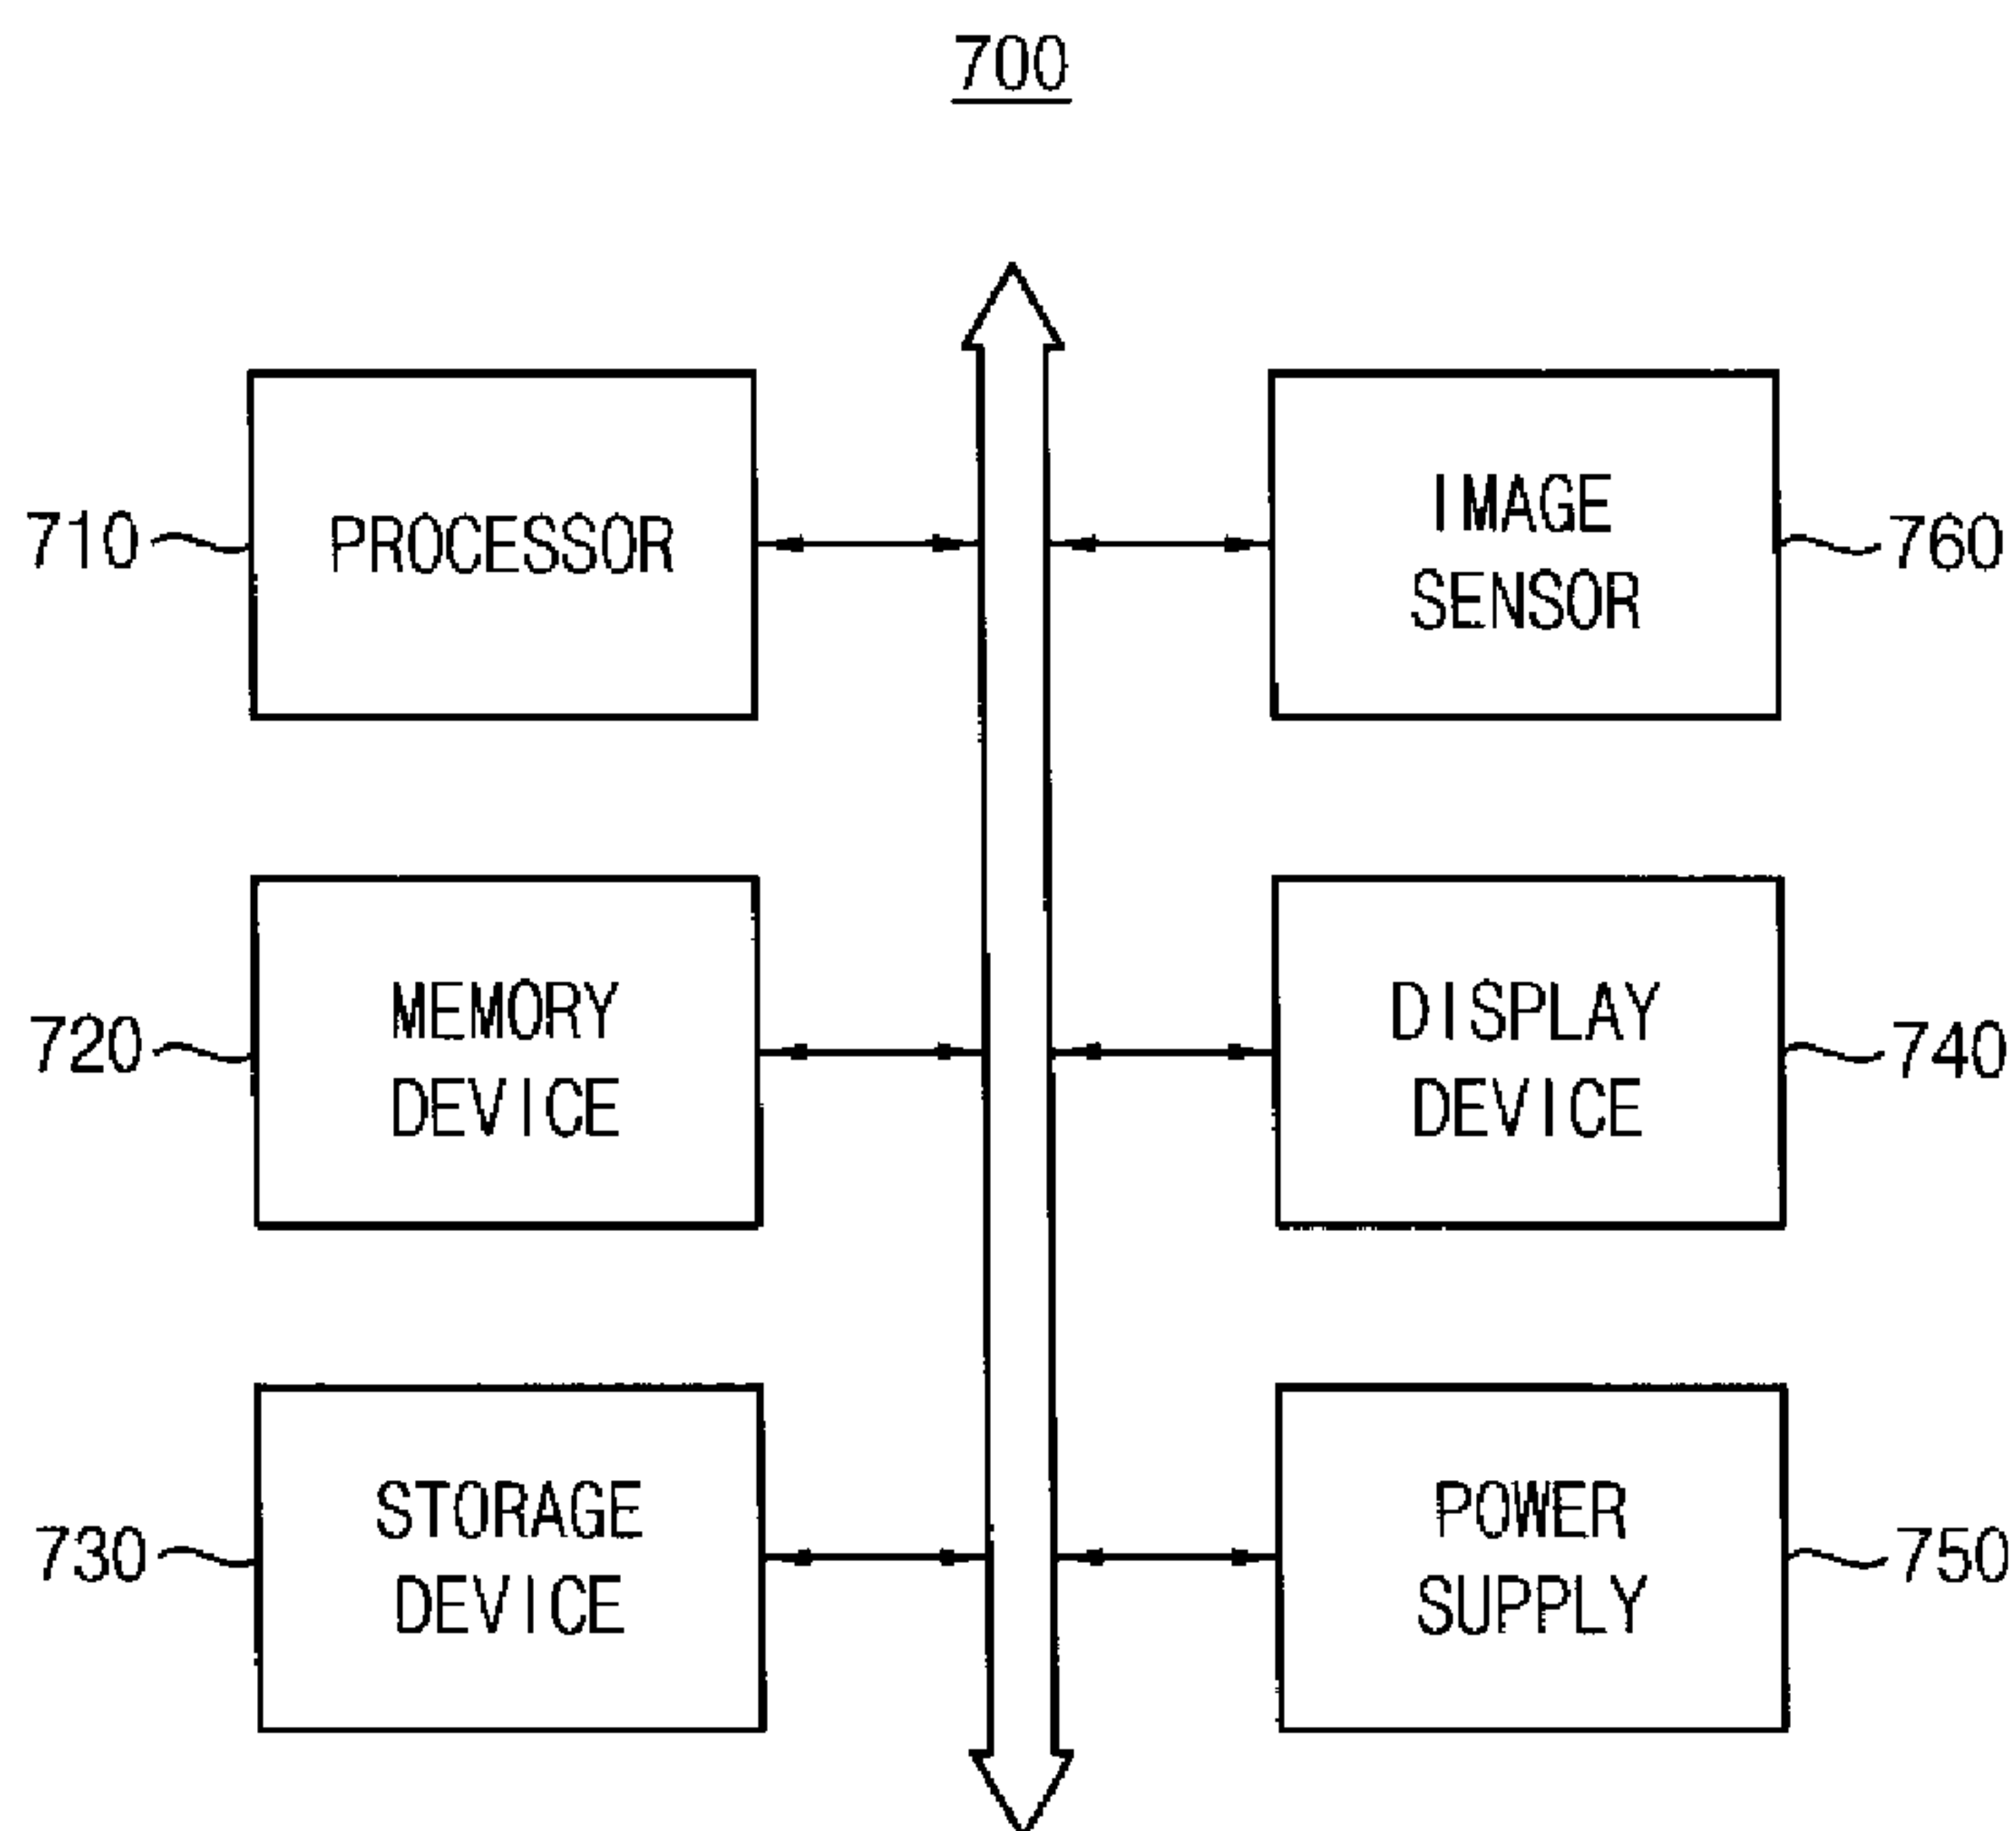 700
710
PROCESSOR
IMAGE
SENSOR
760
720
MEMORY
DEVICE
DISPLAY
DEVICE
740
730
STORAGE
DEVICE
POWER
SUPPLY
750